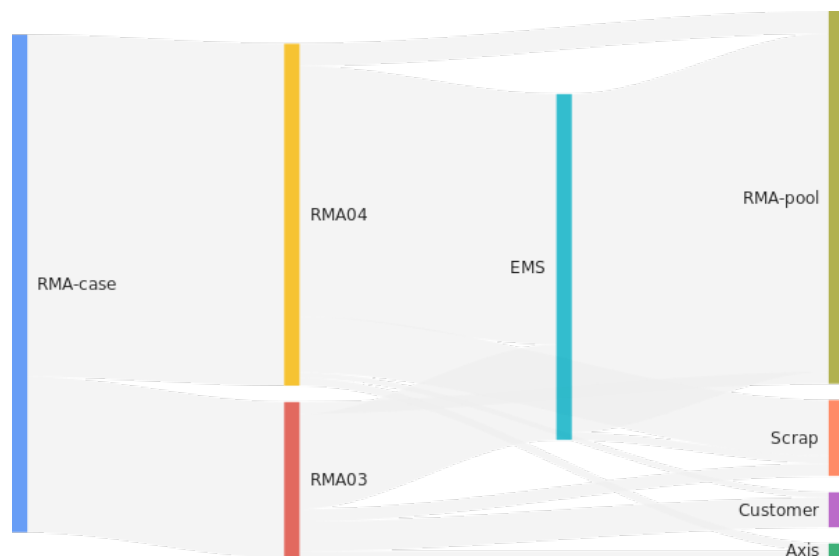 RMA-pool
RMA04
EMS
RMA-case
Scrap
RMA03
Customer
Axis